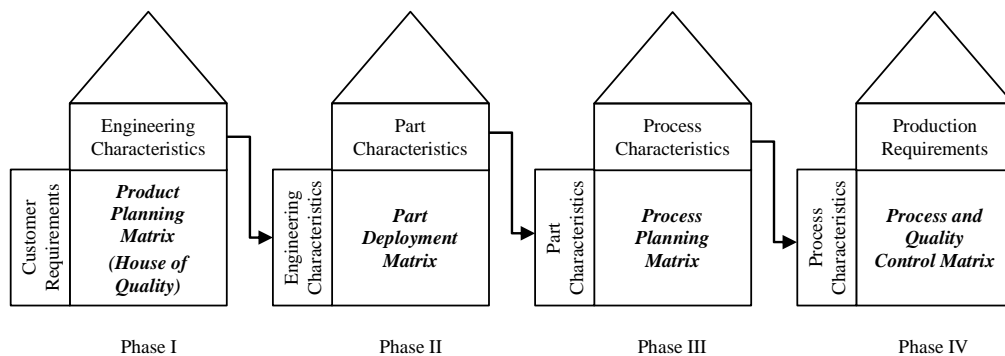 Engineering
Characteristics
Customer
Requirements
Product
Planning
Matrix
(House of
Quality)
Phase I
Part
Characteristics
Engineering
Characteristics
Part
Deployment
Matrix
Phase II
Process
Characteristics
Part
Characteristics
Process
Planning
Matrix
Phase III
Production
Requirements
Process
Characteristics
Process and
Quality
Control Matrix
Phase IV